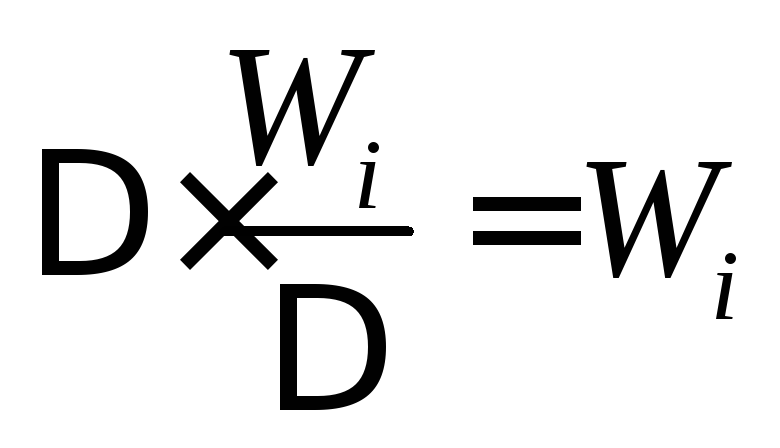 D × W_i / D = W_i